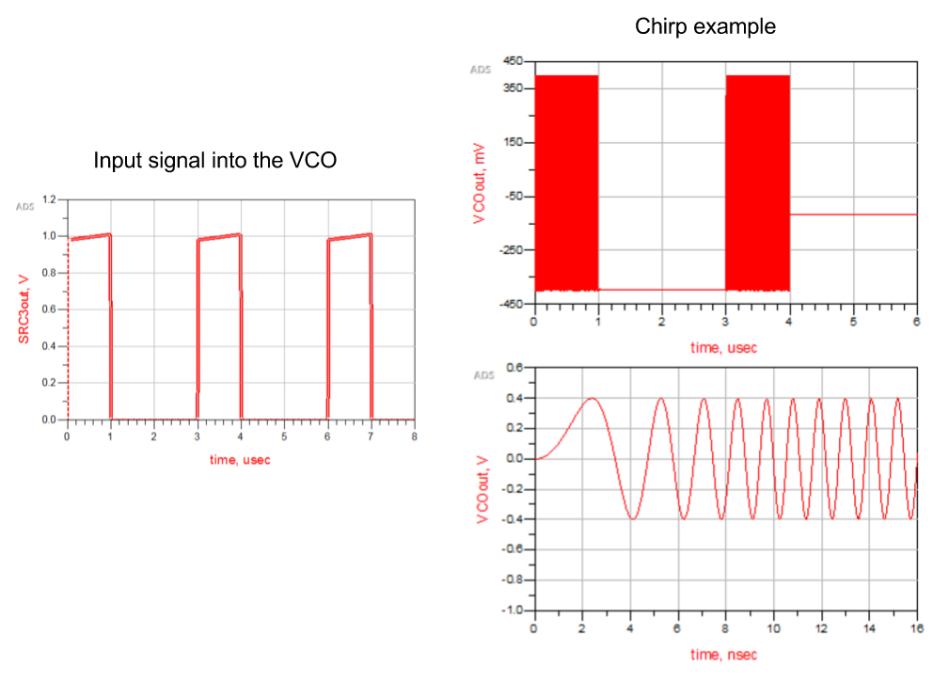 Chirp example
Input signal into the VCO
ADS
SRC3out, V
1.2
1.0
0.8
0.6
0.4
0.2
0.0
0 1 2 3 4 5 6 7 8
time, usec
ADS
VCOout, mV
450
350
150
-50
-250
-450
0 1 2 3 4 5 6
time, usec
ADS
VCOout, V
0.6
0.4
0.2
0.0
-0.2
-0.4
-0.6
-0.8
-1.0
0 2 4 6 8 10 12 14 16
time, nsec